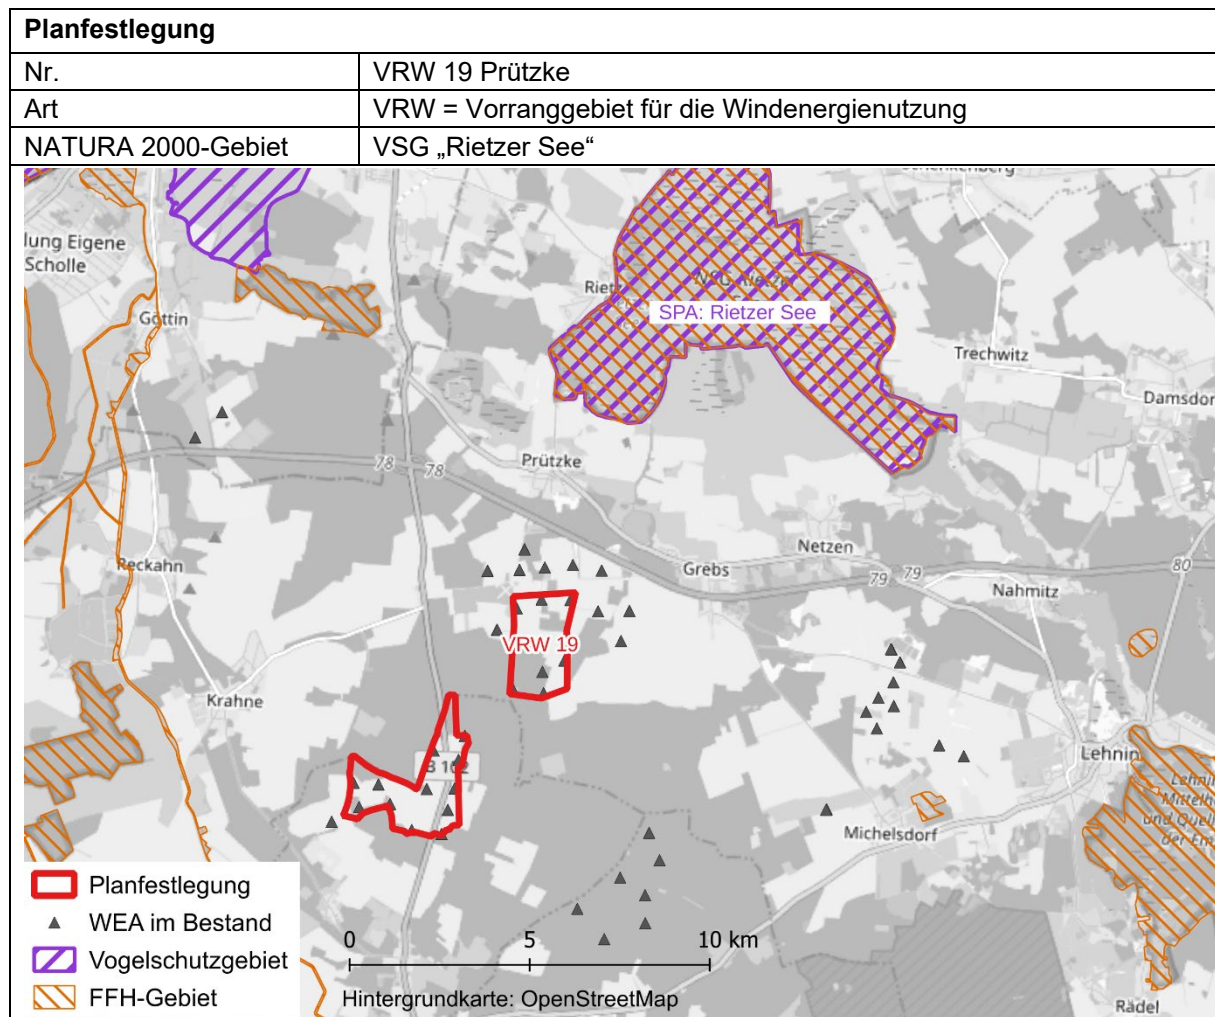 Planfestlegung
Nr. VRW 19 Prützke
Art VRW = Vorranggebiet für die Windenergienutzung
NATURA 2000-Gebiet VSG „Rietzer See“
lung Eigene
Scholle
Göttin
SPA: Rietzer See
Trechwitz
Damsdor
78
78
Prützke
Reckahn
Grebs
Netzen
79
79
80
Nahmitz
VRW 19
Krahne
Lehnin
Michelsdorf
Planfestlegung
WEA im Bestand
Vogelschutzgebiet
FFH-Gebiet
0 5 10 km
Hintergrundkarte: OpenStreetMap
Rädel